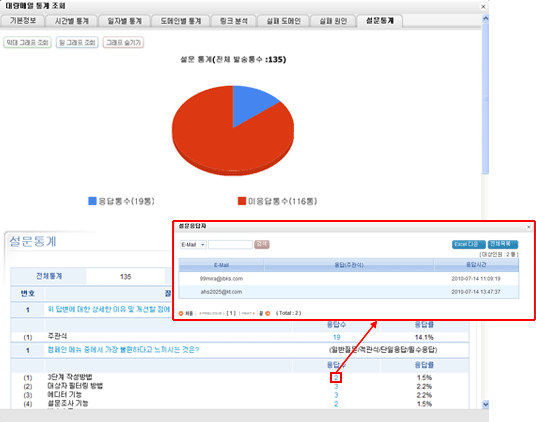 대량메일 통계 조회
기본정보 시간별 통계 일자별 통계 도메인별 통계 링크 분석 실패 도메인 실패 원인 설문통계
막대 그래프 조회 원 그래프 조회 그래프 숨기기
설문 통계(전체 발송통수 :135)
응답통수(19통) 미응답통수(116통)
설문응답자
E-Mail 검색 Excel 다운 전체목록
[ 대상인원 : 2 통 ]
E-Mail 응답(주관식) 응답시간
99mira@ibks.com 2010-07-14 11:09:19
ahs2025@kt.com 2010-07-14 13:47:37
처음 PREVIOUS [ 1 ] NEXT 끝 ( Total : 2 )
설문통계
전체통계 135
번호 질
1 위 답변에 대한 상세한 이유 및 개선할 점에
응답수 응답률
(1) 주관식 19 14.1%
1 캠페인 메뉴 중에서 가장 불편하다고 느끼시는 것은? (일반질문/객관식/단일응답/필수응답)
응답수 응답률
(1) 3단계 작성방법 2 1.5%
(2) 대상자 필터링 방법 3 2.2%
(3) 에디터 기능 3 2.2%
(4) 설문조사 기능 2 1.5%